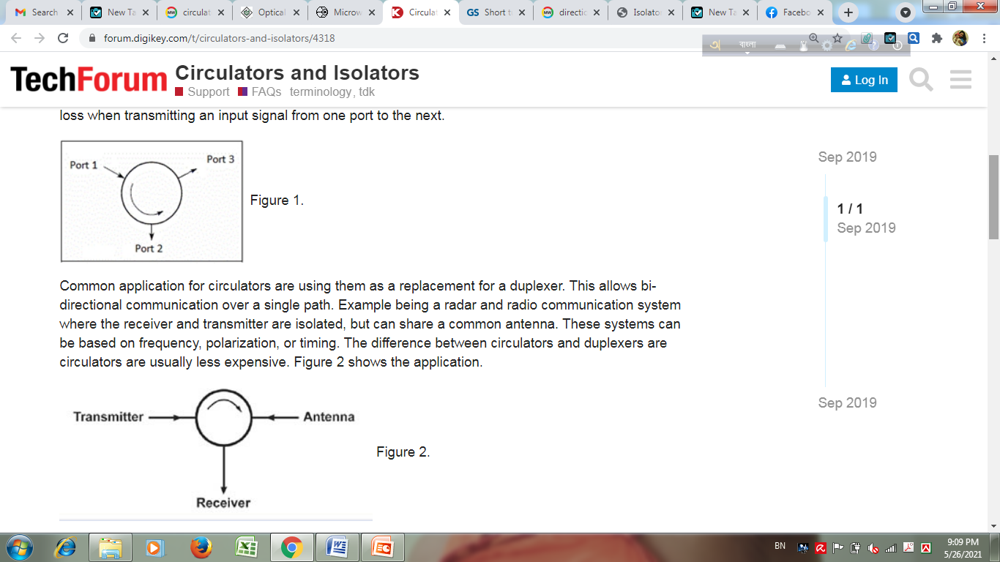 Search
New Ta
circulat
Optical
Microw
Circulat
GS Short t
directio
Isolator
New Ta
Facebo
forum.digikey.com/t/circulators-and-isolators/4318
বাংলা
TechForum
Circulators and Isolators
Support FAQs terminology, tdk
Log In
loss when transmitting an input signal from one port to the next.
Port 1
Port 3
Port 2
Figure 1.
Common application for circulators are using them as a replacement for a duplexer. This allows bi-
directional communication over a single path. Example being a radar and radio communication system
where the receiver and transmitter are isolated, but can share a common antenna. These systems can
be based on frequency, polarization, or timing. The difference between circulators and duplexers are
circulators are usually less expensive. Figure 2 shows the application.
Transmitter
Antenna
Receiver
Figure 2.
Sep 2019
1 / 1
Sep 2019
Sep 2019
BN
9:09 PM
5/26/2021